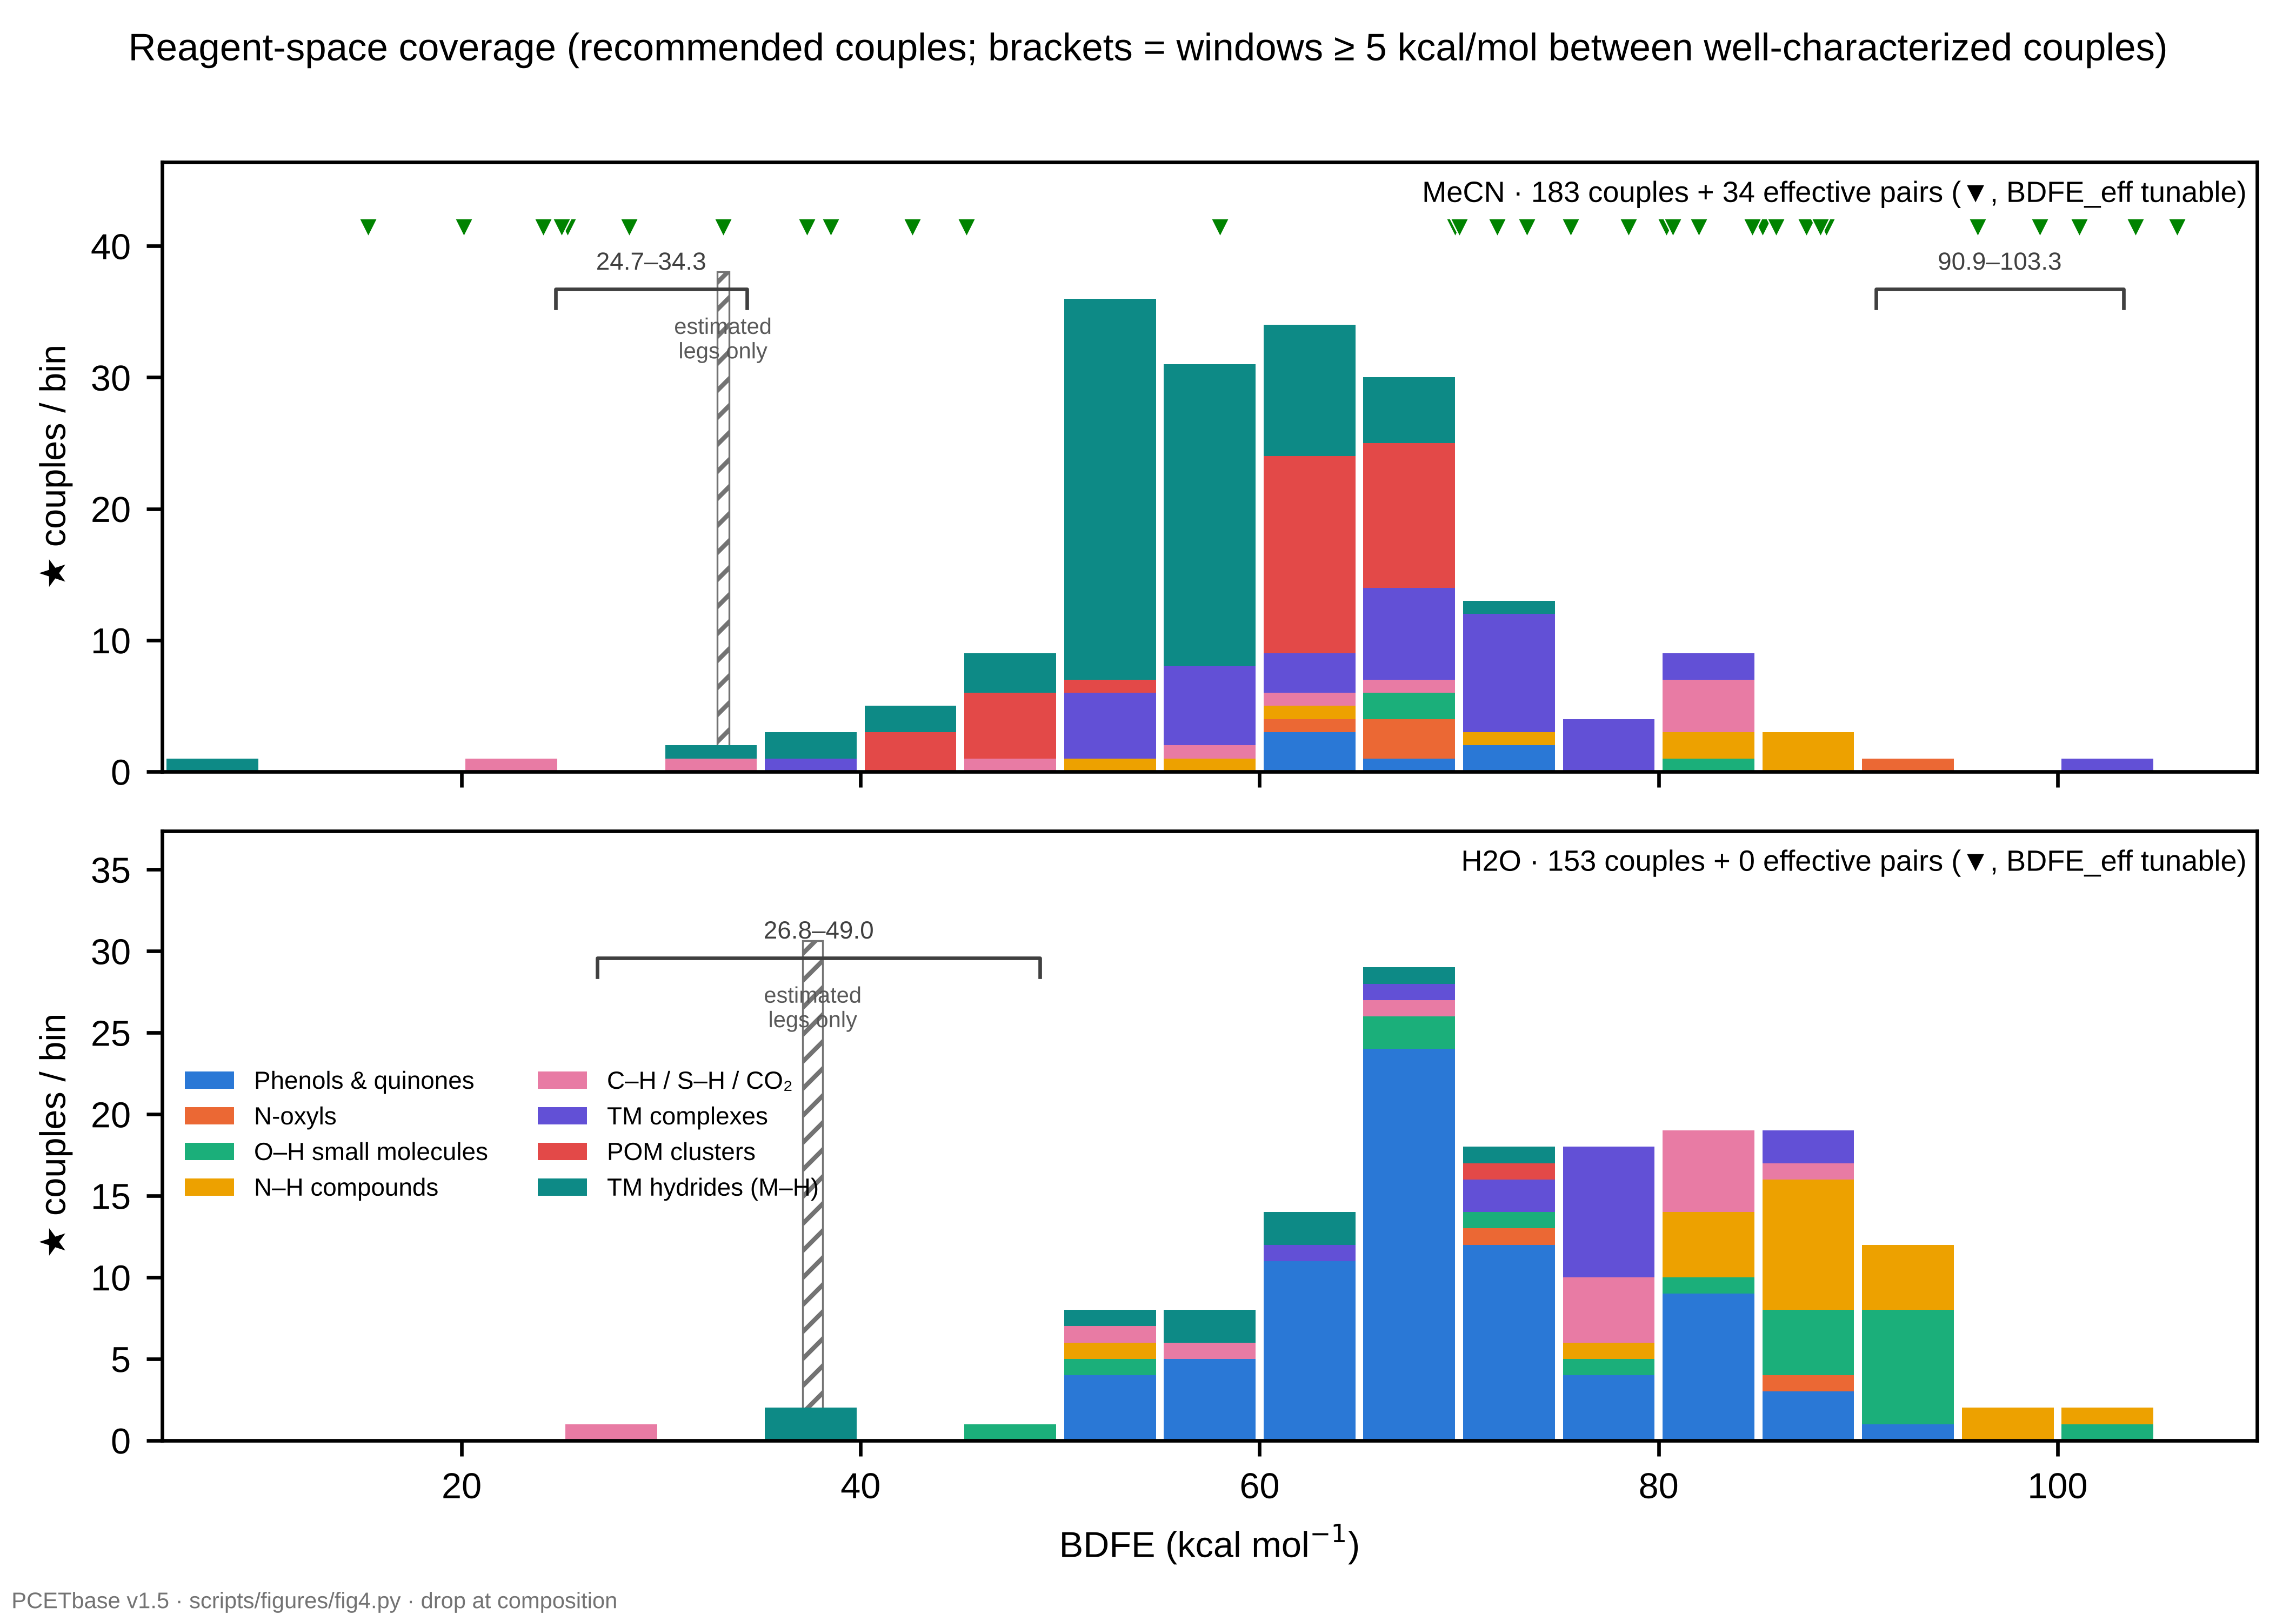 Reagent-space coverage (recommended couples; brackets = windows ≥ 5 kcal/mol between well-characterized couples)
MeCN · 183 couples + 34 effective pairs (▼, BDFE_eff tunable)
24.7–34.3
90.9–103.3
estimated
legs only
★ couples / bin
40
30
20
10
0
H2O · 153 couples + 0 effective pairs (▼, BDFE_eff tunable)
26.8–49.0
estimated
legs only
★ couples / bin
35
30
25
20
15
10
5
0
Phenols & quinones
N-oxyls
O–H small molecules
N–H compounds
C–H / S–H / CO₂
TM complexes
POM clusters
TM hydrides (M–H)
20
40
60
80
100
BDFE (kcal mol⁻¹)
PCETbase v1.5 · scripts/figures/fig4.py · drop at composition